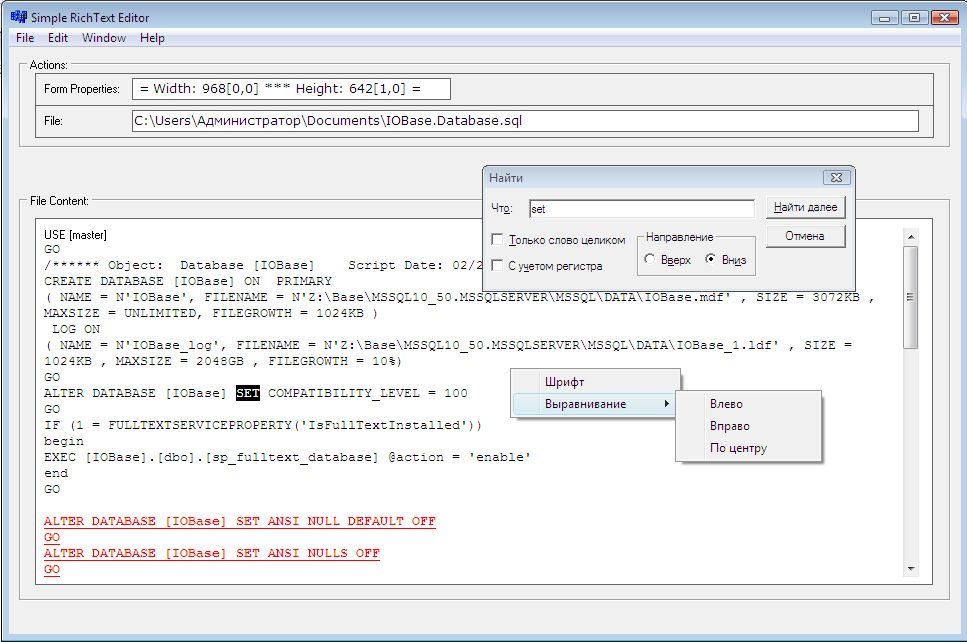 Simple RichText Editor
File Edit Window Help
Actions:
Form Properties: = Width: 968[0,0] *** Height: 642[1,0] =
File: C:\Users\Администратор\Documents\IOBase.Database.sql
Найти
Что: set
Найти далее
Только слово целиком
Направление
Отмена
С учетом регистра
Вверх Вниз
File Content:
USE [master]
GO
/****** Object:  Database [IOBase]    Script Date: 02/2
CREATE DATABASE [IOBase] ON  PRIMARY
( NAME = N'IOBase', FILENAME = N'Z:\Base\MSSQL10_50.MSSQLSERVER\MSSQL\DATA\IOBase.mdf' , SIZE = 3072KB ,
MAXSIZE = UNLIMITED, FILEGROWTH = 1024KB )
LOG ON
( NAME = N'IOBase_log', FILENAME = N'Z:\Base\MSSQL10_50.MSSQLSERVER\MSSQL\DATA\IOBase_1.ldf' , SIZE =
1024KB , MAXSIZE = 2048GB , FILEGROWTH = 10%)
GO
ALTER DATABASE [IOBase] SET COMPATIBILITY_LEVEL = 100
GO
IF (1 = FULLTEXTSERVICEPROPERTY('IsFullTextInstalled'))
begin
EXEC [IOBase].[dbo].[sp_fulltext_database] @action = 'enable'
end
GO
ALTER DATABASE [IOBase] SET ANSI_NULL_DEFAULT OFF
GO
ALTER DATABASE [IOBase] SET ANSI_NULLS OFF
GO
Шрифт
Выравнивание
Влево
Вправо
По центру